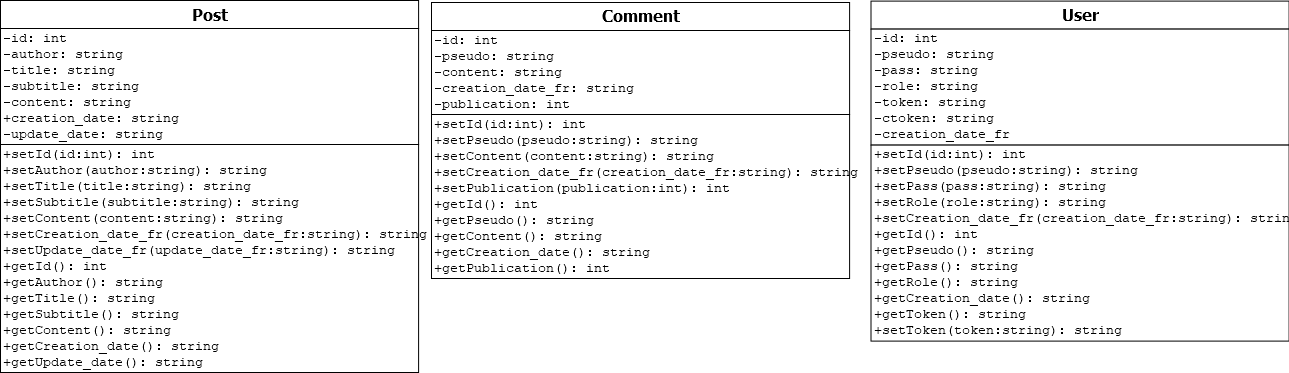 Post
-id: int
-author: string
-title: string
-subtitle: string
-content: string
+creation_date: string
-update_date: string
+setId(id:int): int
+setAuthor(author:string): string
+setTitle(title:string): string
+setSubtitle(subtitle:string): string
+setContent(content:string): string
+setCreation_date_fr(creation_date_fr:string): string
+setUpdate_date_fr(update_date_fr:string): string
+getId(): int
+getAuthor(): string
+getTitle(): string
+getSubtitle(): string
+getContent(): string
+getCreation_date(): string
+getUpdate_date(): string
Comment
-id: int
-pseudo: string
-content: string
-creation_date_fr: string
-publication: int
+setId(id:int): int
+setPseudo(pseudo:string): string
+setContent(content:string): string
+setCreation_date_fr(creation_date_fr:string): string
+setPublication(publication:int): int
+getId(): int
+getPseudo(): string
+getContent(): string
+getCreation_date(): string
+getPublication(): int
User
-id: int
-pseudo: string
-pass: string
-role: string
-token: string
-ctoken: string
-creation_date_fr
+setId(id:int): int
+setPseudo(pseudo:string): string
+setPass(pass:string): string
+setRole(role:string): string
+setCreation_date_fr(creation_date_fr:string): strin
+getId(): int
+getPseudo(): string
+getPass(): string
+getRole(): string
+getCreation_date(): string
+getToken(): string
+setToken(token:string): string